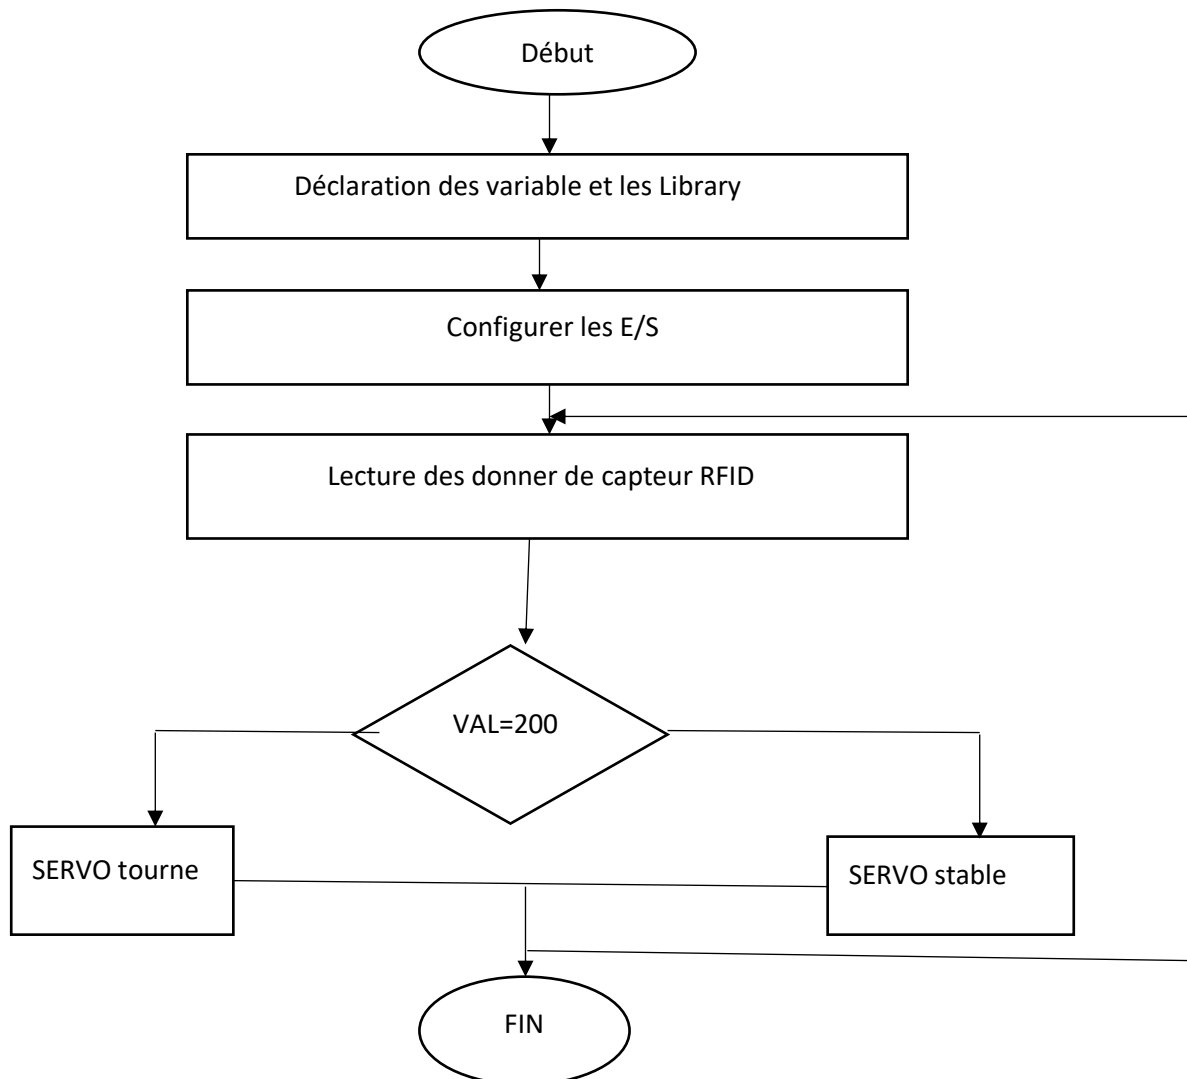 Début
Déclaration des variable et les Library
Configurer les E/S
Lecture des donner de capteur RFID
VAL=200
SERVO tourne
SERVO stable
FIN